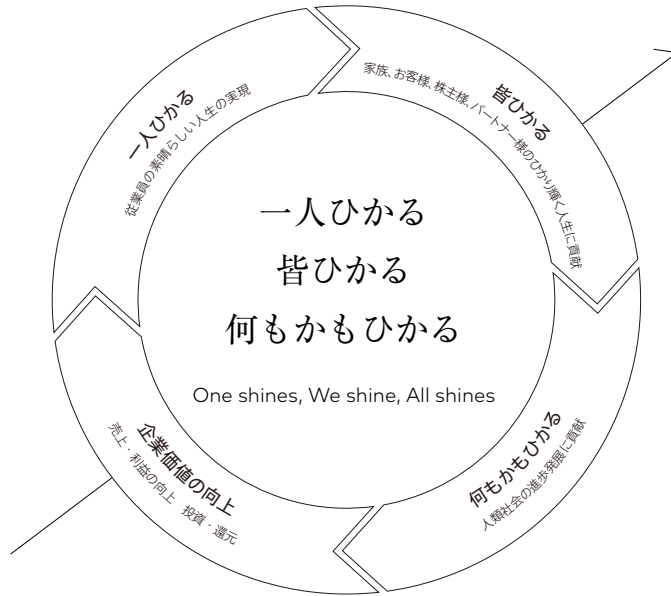 一人ひかる
皆ひかる
何もかもひかる
One shines, We shine, All shines
一人ひかる
従業員の素晴らしい人生の実現
皆ひかる
家族、お客様、株主様、パートナー様のひかり輝く人生に貢献
何もかもひかる
人類社会の進歩発展に貢献
企業価値の向上
売上・利益の向上　投資・還元